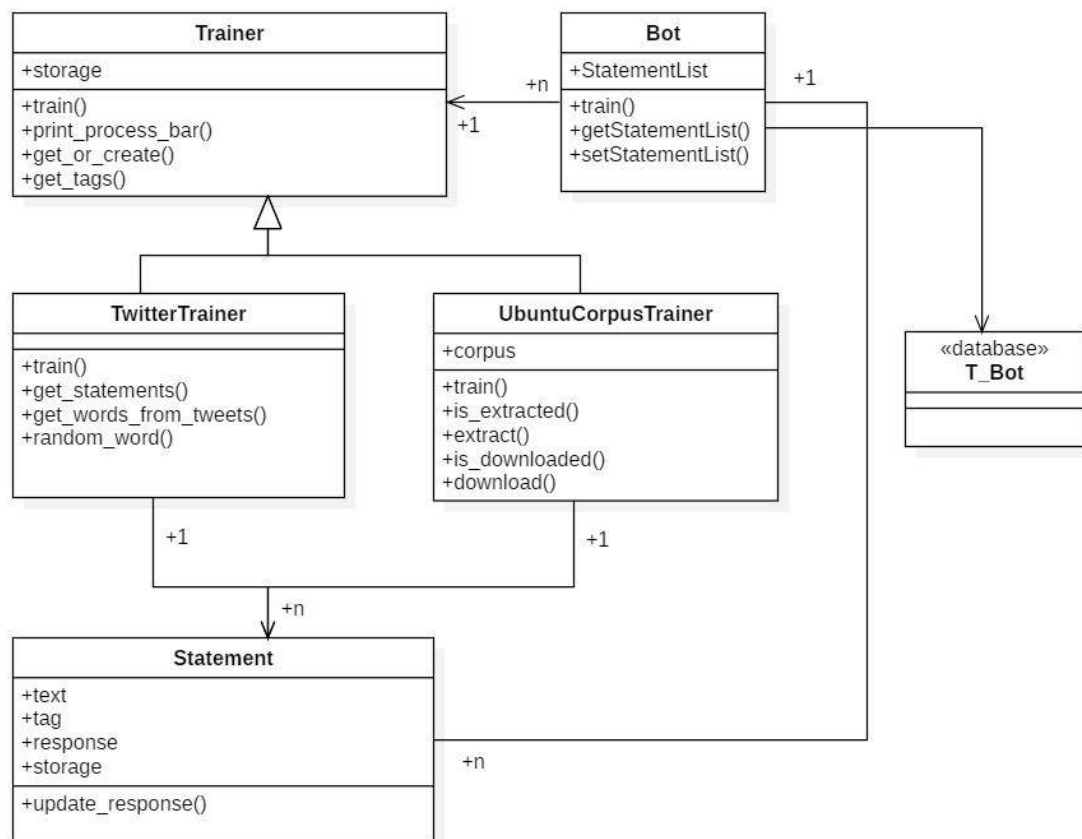 Trainer
+storage
+train()
+print_process_bar()
+get_or_create()
+get_tags()
+n
+1
Bot
+StatementList
+train()
+getStatementList()
+setStatementList()
+1
TwitterTrainer
+train()
+get_statements()
+get_words_from_tweets()
+random_word()
UbuntuCorpusTrainer
+corpus
+train()
+is_extracted()
+extract()
+is_downloaded()
+download()
«database»
T_Bot
+1
+1
+n
Statement
+text
+tag
+response
+storage
+update_response()
+n